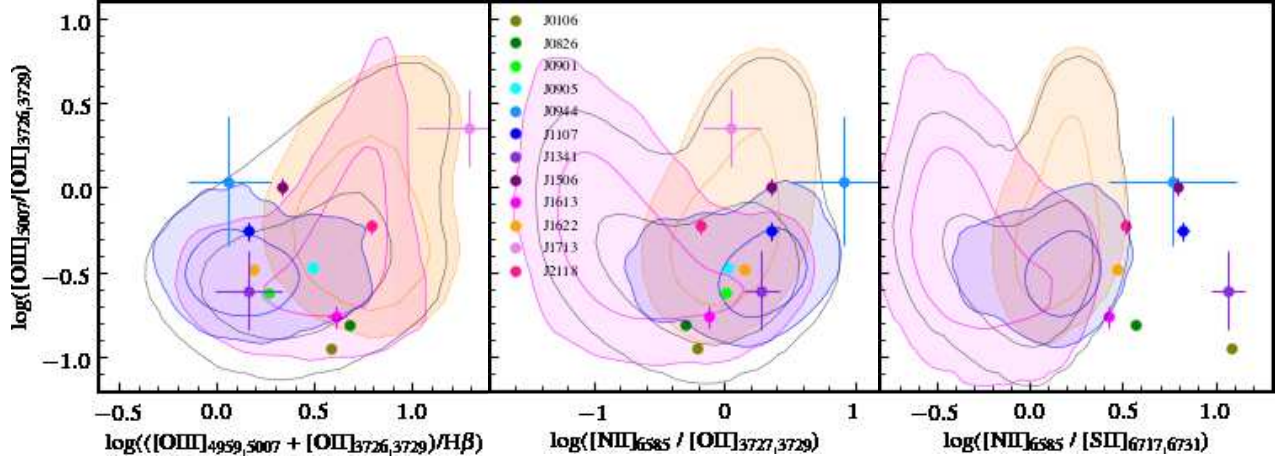 1.0
0.5
0.0
−0.5
−1.0
log([OIII]5007/[OII]3726,3729)
J0106
J0826
J0901
J0905
J0944
J1107
J1341
J1506
J1613
J1622
J1713
J2118
−0.5 0.0 0.5 1.0
−1 0 1
−0.5 0.0 0.5 1.0
log(([OIII]4959,5007 + [OII]3726,3729)/Hβ)
log([NII]6585 / [OII]3727,3729)
log([NII]6585 / [SII]6717,6731)